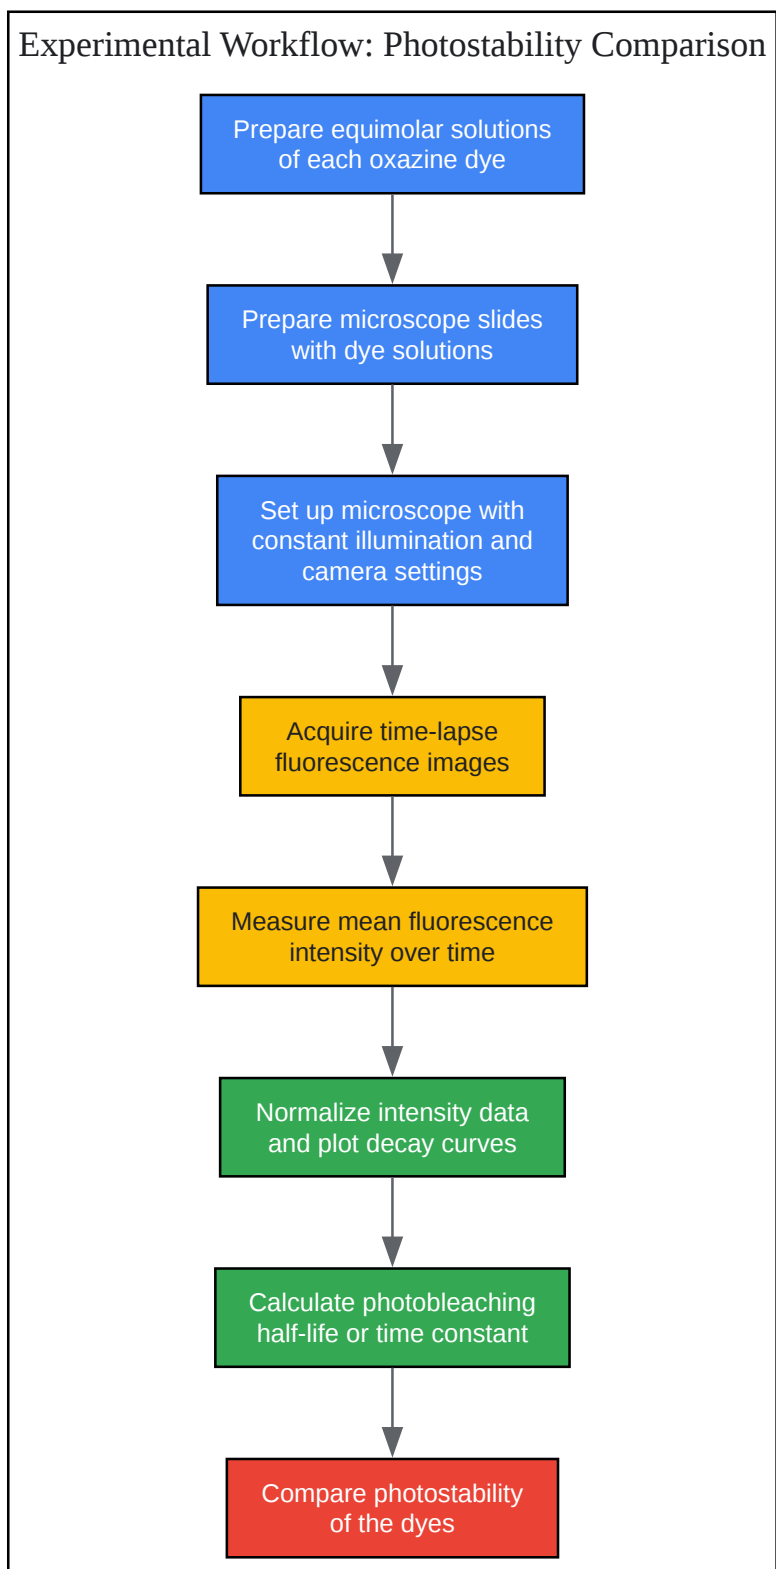 Experimental Workflow: Photostability Comparison
Prepare equimolar solutions
of each oxazine dye
Prepare microscope slides
with dye solutions
Set up microscope with
constant illumination and
camera settings
Acquire time-lapse
fluorescence images
Measure mean fluorescence
intensity over time
Normalize intensity data
and plot decay curves
Calculate photobleaching
half-life or time constant
Compare photostability
of the dyes